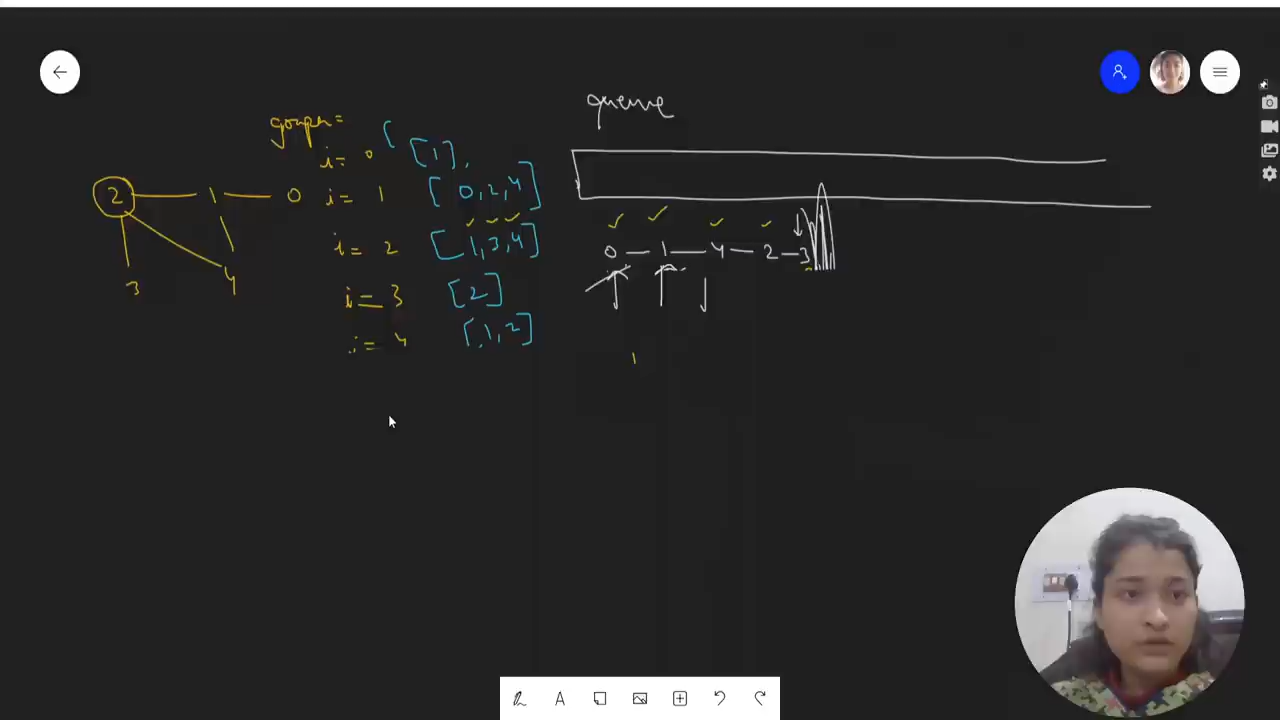 queue
graph =
i = 0 [ [1],
2 1 0 i = 1 [0, 2, 4]
i = 2 [1, 3, 4]
0 — 1 — 4 — 2 — 3
3 4 i = 3 [2]
i = 4 [1, 2]
A